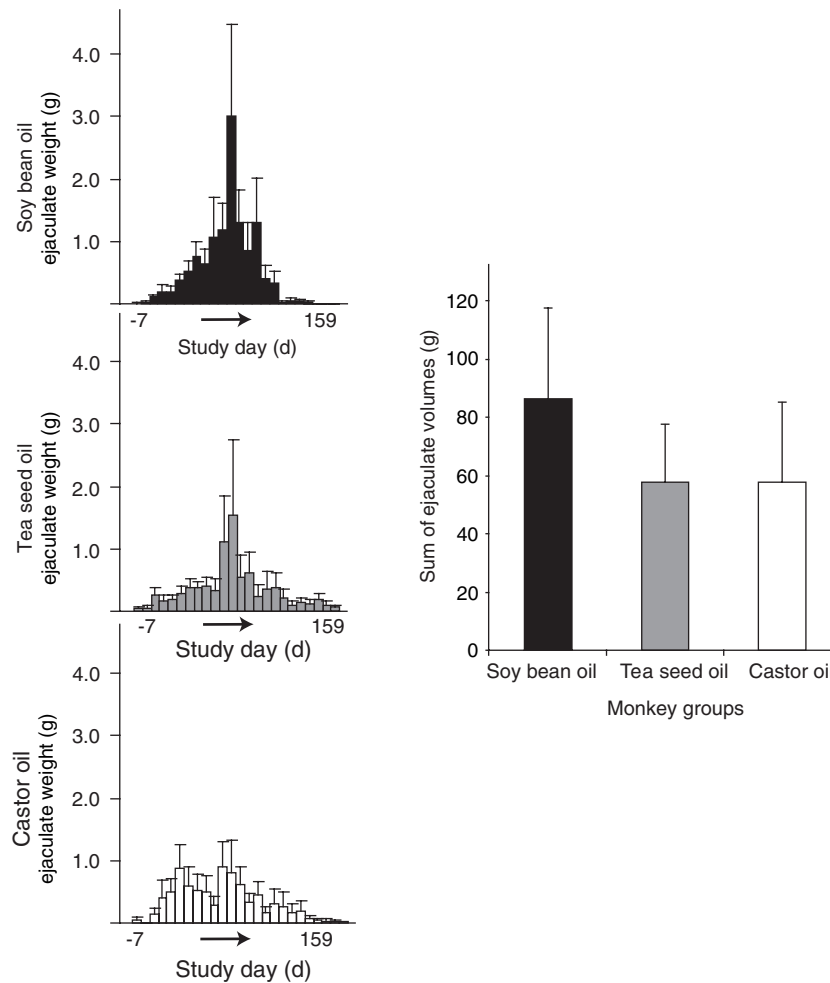 Soy bean oil
ejaculate weight (g)
4.0
3.0
2.0
1.0
-7
159
Study day (d)
Tea seed oil
ejaculate weight (g)
4.0
3.0
2.0
1.0
-7
159
Study day (d)
Castor oil
ejaculate weight (g)
4.0
3.0
2.0
1.0
-7
159
Study day (d)
Sum of ejaculate volumes (g)
120
100
80
60
40
20
0
Soy bean oil
Tea seed oil
Castor oi
Monkey groups